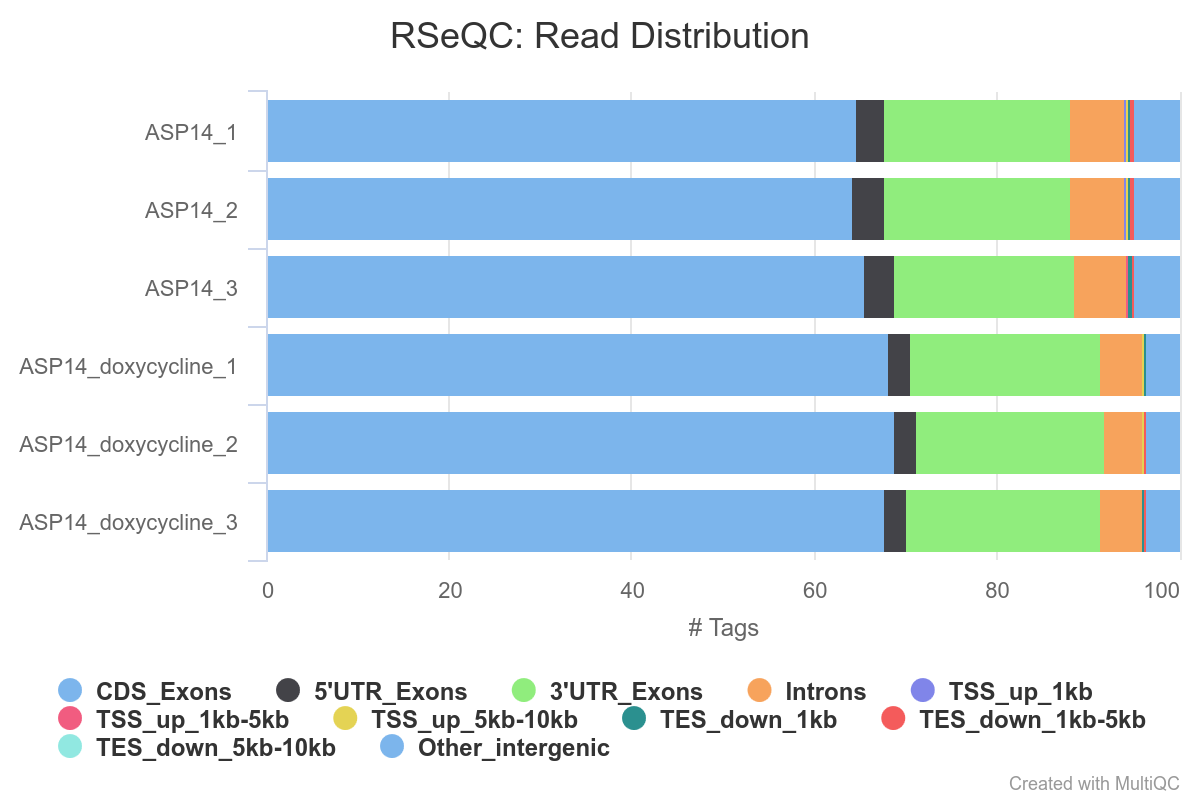 RSeQC: Read Distribution
ASP14_1
ASP14_2
ASP14_3
ASP14_doxycycline_1
ASP14_doxycycline_2
ASP14_doxycycline_3
0 20 40 60 80 100
# Tags
CDS_Exons 5'UTR_Exons 3'UTR_Exons Introns TSS_up_1kb
TSS_up_1kb-5kb TSS_up_5kb-10kb TES_down_1kb TES_down_1kb-5kb
TES_down_5kb-10kb Other_intergenic
Created with MultiQC